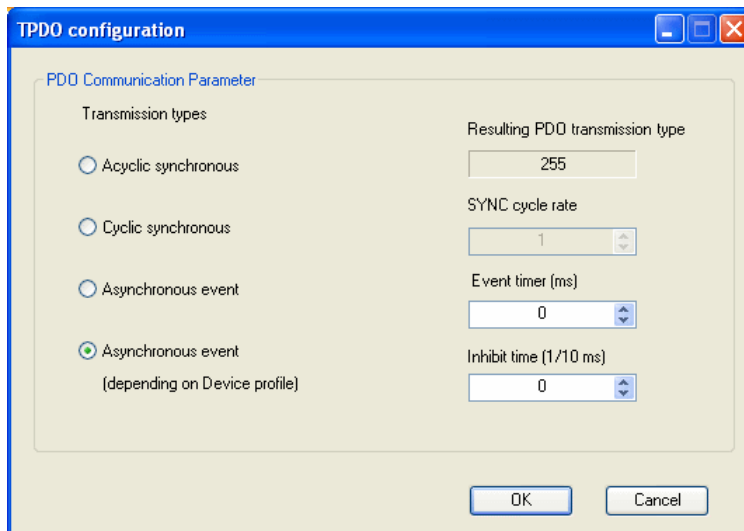 TPDO configuration
PDO Communication Parameter
Transmission types
Acyclic synchronous
Cyclic synchronous
Asynchronous event
Asynchronous event
(depending on Device profile)
Resulting PDO transmission type
255
SYNC cycle rate
1
Event timer (ms)
0
Inhibit time (1/10 ms)
0
OK
Cancel